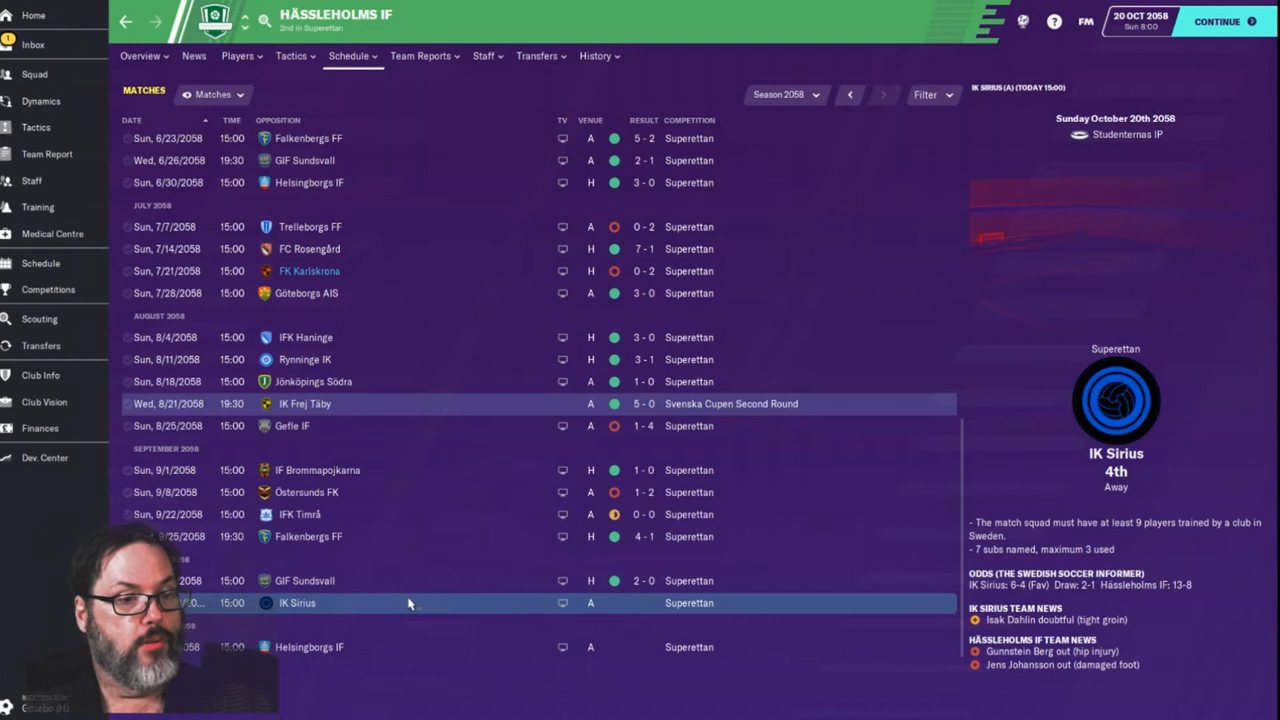 HÄSSLEHOLMS IF
2nd in Superettan
FM
20 OCT 2058
Sun 8:00
CONTINUE
Home
1
Inbox
Squad
Dynamics
Tactics
Team Report
Staff
Training
Medical Centre
Schedule
Competitions
Scouting
Transfers
Club Info
Club Vision
Finances
Dev. Center
Overview
News
Players
Tactics
Schedule
Team Reports
Staff
Transfers
History
MATCHES
Matches
Season 2058
Filter
DATE TIME OPPOSITION TV VENUE RESULT COMPETITION
Sun, 6/23/2058 15:00 Falkenbergs FF A 5 - 2 Superettan
Wed, 6/26/2058 19:30 GIF Sundsvall A 2 - 1 Superettan
Sun, 6/30/2058 15:00 Helsingborgs IF H 3 - 0 Superettan
JULY 2058
Sun, 7/7/2058 15:00 Trelleborgs FF A 0 - 2 Superettan
Sun, 7/14/2058 15:00 FC Rosengård H 7 - 1 Superettan
Sun, 7/21/2058 15:00 FK Karlskrona H 0 - 2 Superettan
Sun, 7/28/2058 15:00 Göteborgs AIS A 3 - 0 Superettan
AUGUST 2058
Sun, 8/4/2058 15:00 IFK Haninge H 3 - 0 Superettan
Sun, 8/11/2058 15:00 Rynninge IK H 3 - 1 Superettan
Sun, 8/18/2058 15:00 Jönköpings Södra A 1 - 0 Superettan
Wed, 8/21/2058 19:30 IK Frej Täby A 5 - 0 Svenska Cupen Second Round
Sun, 8/25/2058 15:00 Gefle IF A 1 - 4 Superettan
SEPTEMBER 2058
Sun, 9/1/2058 15:00 IF Brommapojkarna H 1 - 0 Superettan
Sun, 9/8/2058 15:00 Östersunds FK A 1 - 2 Superettan
Sun, 9/22/2058 15:00 IFK Timrå A 0 - 0 Superettan
9/25/2058 19:30 Falkenbergs FF H 4 - 1 Superettan
2058 15:00 GIF Sundsvall H 2 - 0 Superettan
15:00 IK Sirius A Superettan
15:00 Helsingborgs IF A Superettan
IK SIRIUS (A) (TODAY 15:00)
Sunday October 20th 2058
Studenternas IP
Superettan
IK Sirius
4th
Away
- The match squad must have at least 9 players trained by a club in
Sweden.
- 7 subs named, maximum 3 used
ODDS (THE SWEDISH SOCCER INFORMER)
IK Sirius: 6-4 (Fav) Draw: 2-1 Hässleholms IF: 13-8
IK SIRIUS TEAM NEWS
Isak Dahlin doubtful (tight groin)
HÄSSLEHOLMS IF TEAM NEWS
Gunnstein Berg out (hip injury)
Jens Johansson out (damaged foot)